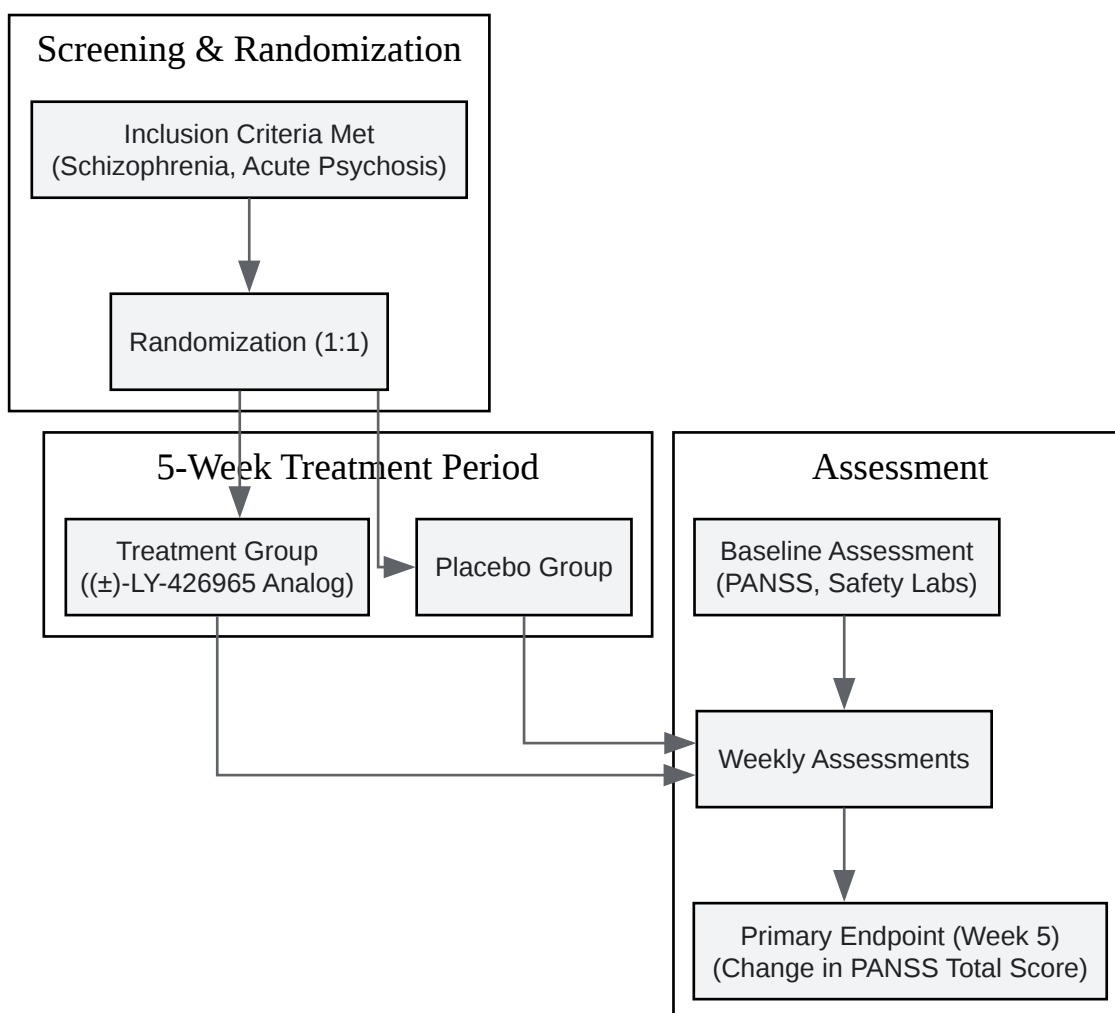 Screening & Randomization
Inclusion Criteria Met
(Schizophrenia, Acute Psychosis)
Randomization (1:1)
5-Week Treatment Period
Treatment Group
((±)-LY-426965 Analog)
Placebo Group
Assessment
Baseline Assessment
(PANSS, Safety Labs)
Weekly Assessments
Primary Endpoint (Week 5)
(Change in PANSS Total Score)